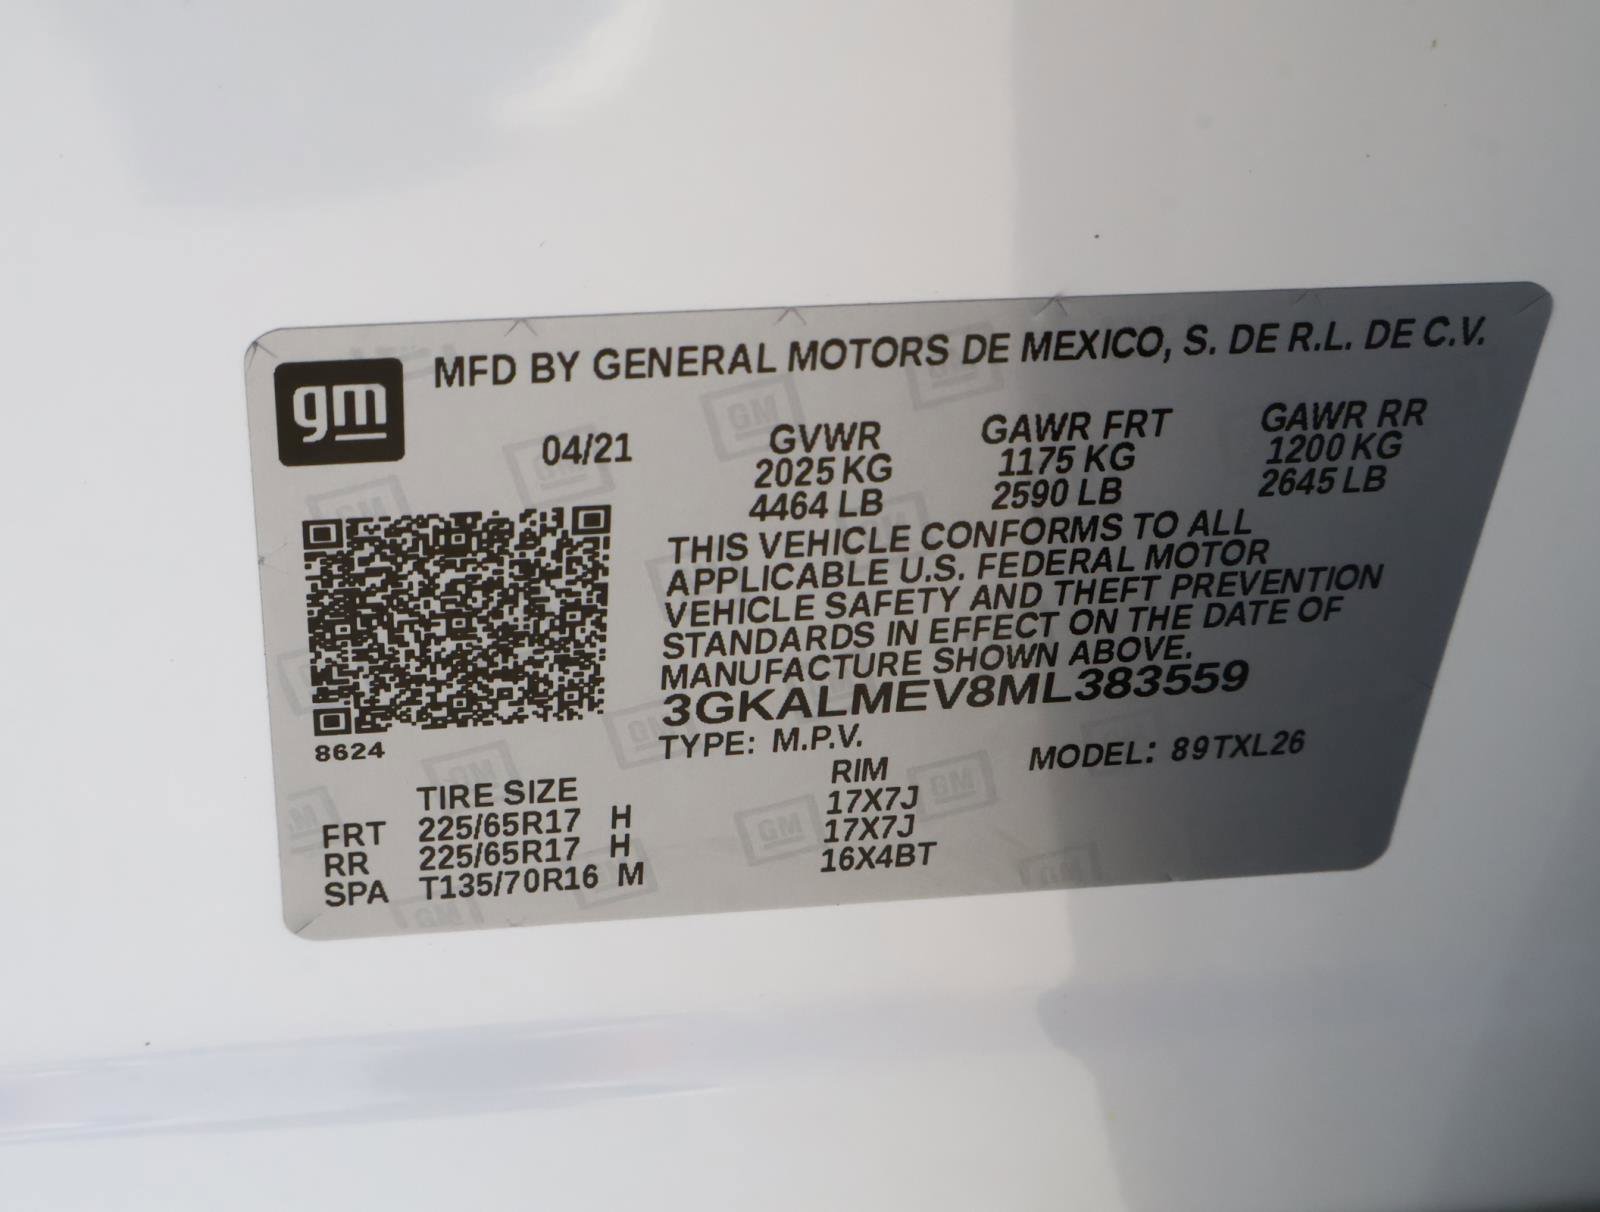 gm
MFD BY GENERAL MOTORS DE MEXICO, S. DE R.L. DE C.V.
04/21 GVWR GAWR FRT GAWR RR
2025 KG 1175 KG 1200 KG
4464 LB 2590 LB 2645 LB
THIS VEHICLE CONFORMS TO ALL
APPLICABLE U.S. FEDERAL MOTOR
VEHICLE SAFETY AND THEFT PREVENTION
STANDARDS IN EFFECT ON THE DATE OF
MANUFACTURE SHOWN ABOVE.
3GKALMEV8ML383559
8624
TYPE: M.P.V. MODEL: 89TXL26
TIRE SIZE RIM
FRT 225/65R17 H 17X7J
RR 225/65R17 H 17X7J
SPA T135/70R16 M 16X4BT